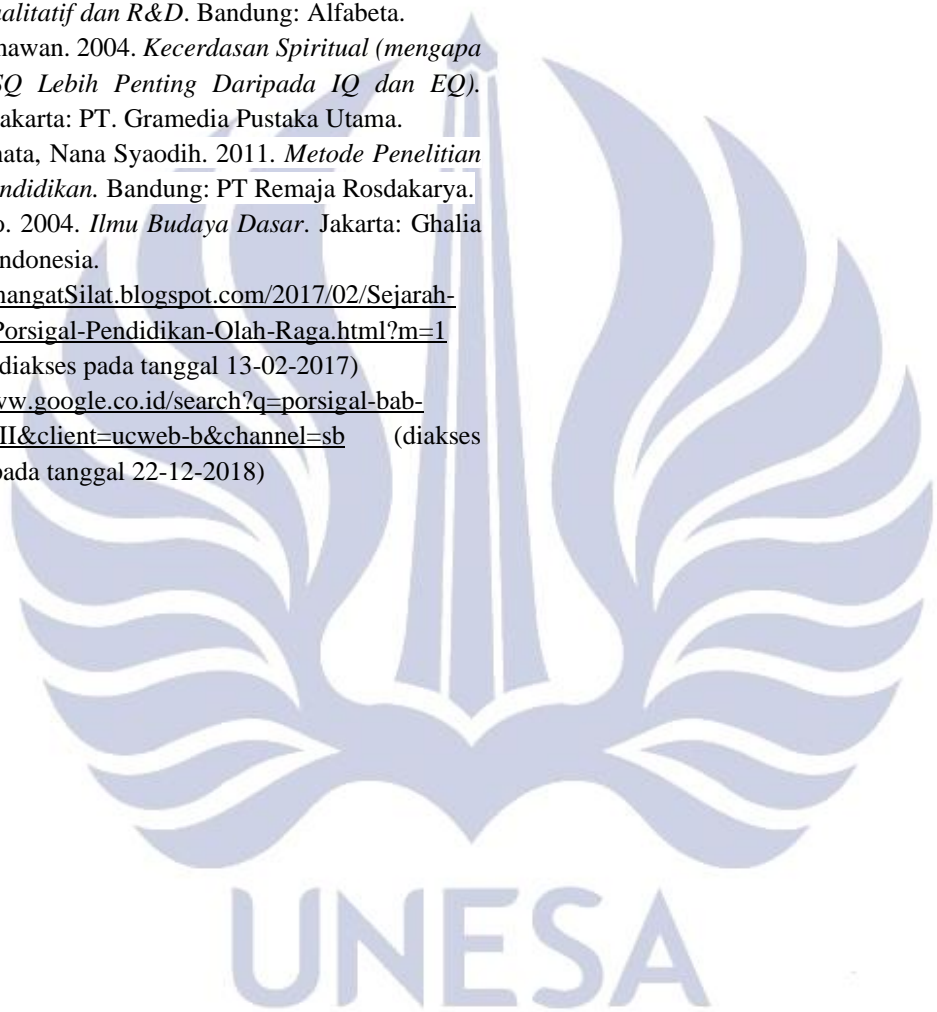 alitatif dan R&D. Bandung: Alfabeta.
nawan. 2004. Kecerdasan Spiritual (mengapa
SQ Lebih Penting Daripada IQ dan EQ).
akarta: PT. Gramedia Pustaka Utama.
nata, Nana Syaodih. 2011. Metode Penelitian
endidikan. Bandung: PT Remaja Rosdakarya.
o. 2004. Ilmu Budaya Dasar. Jakarta: Ghalia
ndonesia.
nangatSilat.blogspot.com/2017/02/Sejarah-
Porsigal-Pendidikan-Olah-Raga.html?m=1
diakses pada tanggal 13-02-2017)
ww.google.co.id/search?q=porsigal-bab-
II&client=ucweb-b&channel=sb (diakses
pada tanggal 22-12-2018)
UNESA